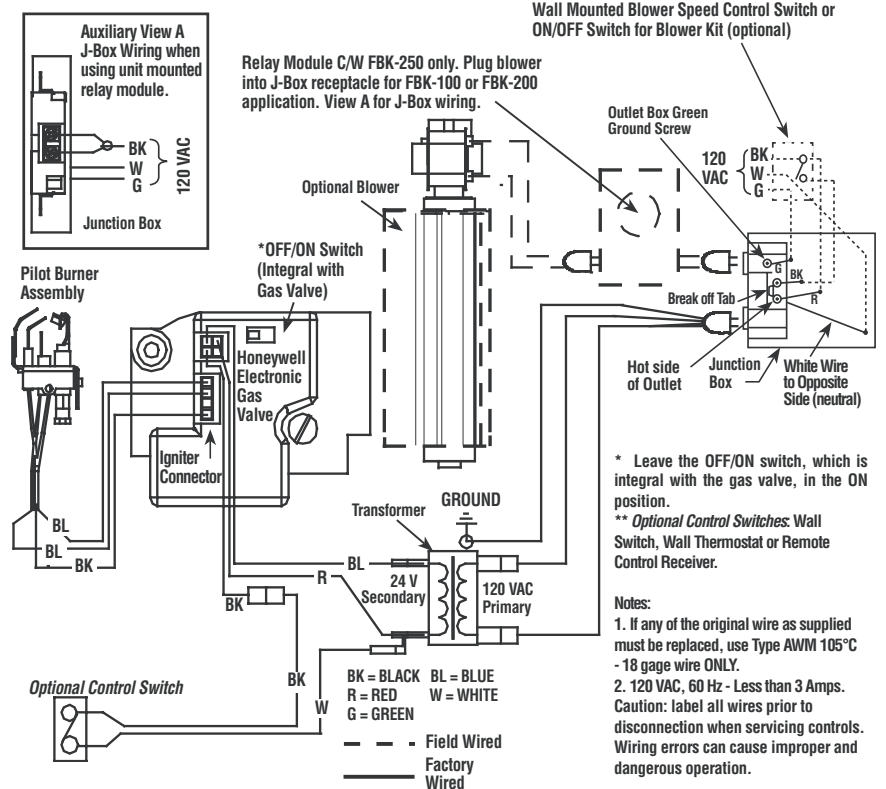 Wall Mounted Blower Speed Control Switch or
ON/OFF Switch for Blower Kit (optional)
Auxiliary View A
J-Box Wiring when
using unit mounted
relay module.
BK
W
G
120 VAC
Junction Box
Relay Module C/W FBK-250 only. Plug blower
into J-Box receptacle for FBK-100 or FBK-200
application. View A for J-Box wiring.
Outlet Box Green
Ground Screw
120
VAC
BK
W
G
Optional Blower
*OFF/ON Switch
(Integral with
Gas Valve)
Pilot Burner
Assembly
G
BK
R
Break off Tab
Honeywell
Electronic
Gas
Valve
Igniter
Connector
Hot side
of Outlet
Junction
Box
White Wire
to Opposite
Side (neutral)
* Leave the OFF/ON switch, which is
integral with the gas valve, in the ON
position.
** Optional Control Switches: Wall
Switch, Wall Thermostat or Remote
Control Receiver.
Notes:
1. If any of the original wire as supplied
must be replaced, use Type AWM 105°C
- 18 gage wire ONLY.
2. 120 VAC, 60 Hz - Less than 3 Amps.
Caution: label all wires prior to
disconnection when servicing controls.
Wiring errors can cause improper and
dangerous operation.
Transformer
GROUND
BL
BL
BK
BL
R
BK
24 V
Secondary
120 VAC
Primary
Optional Control Switch
BK
W
BK = BLACK BL = BLUE
R = RED W = WHITE
G = GREEN
Field Wired
Factory
Wired